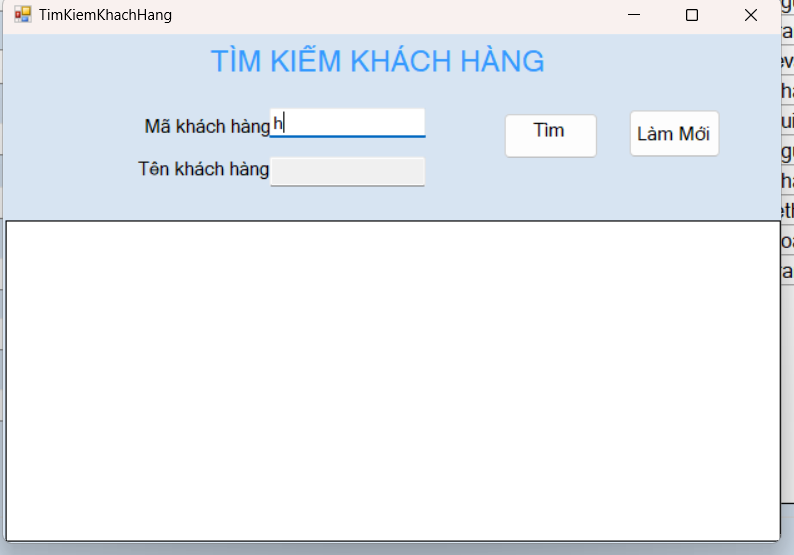 TimKiemKhachHang
TÌM KIẾM KHÁCH HÀNG
Mã khách hàng h
Tìm
Làm Mới
Tên khách hàng